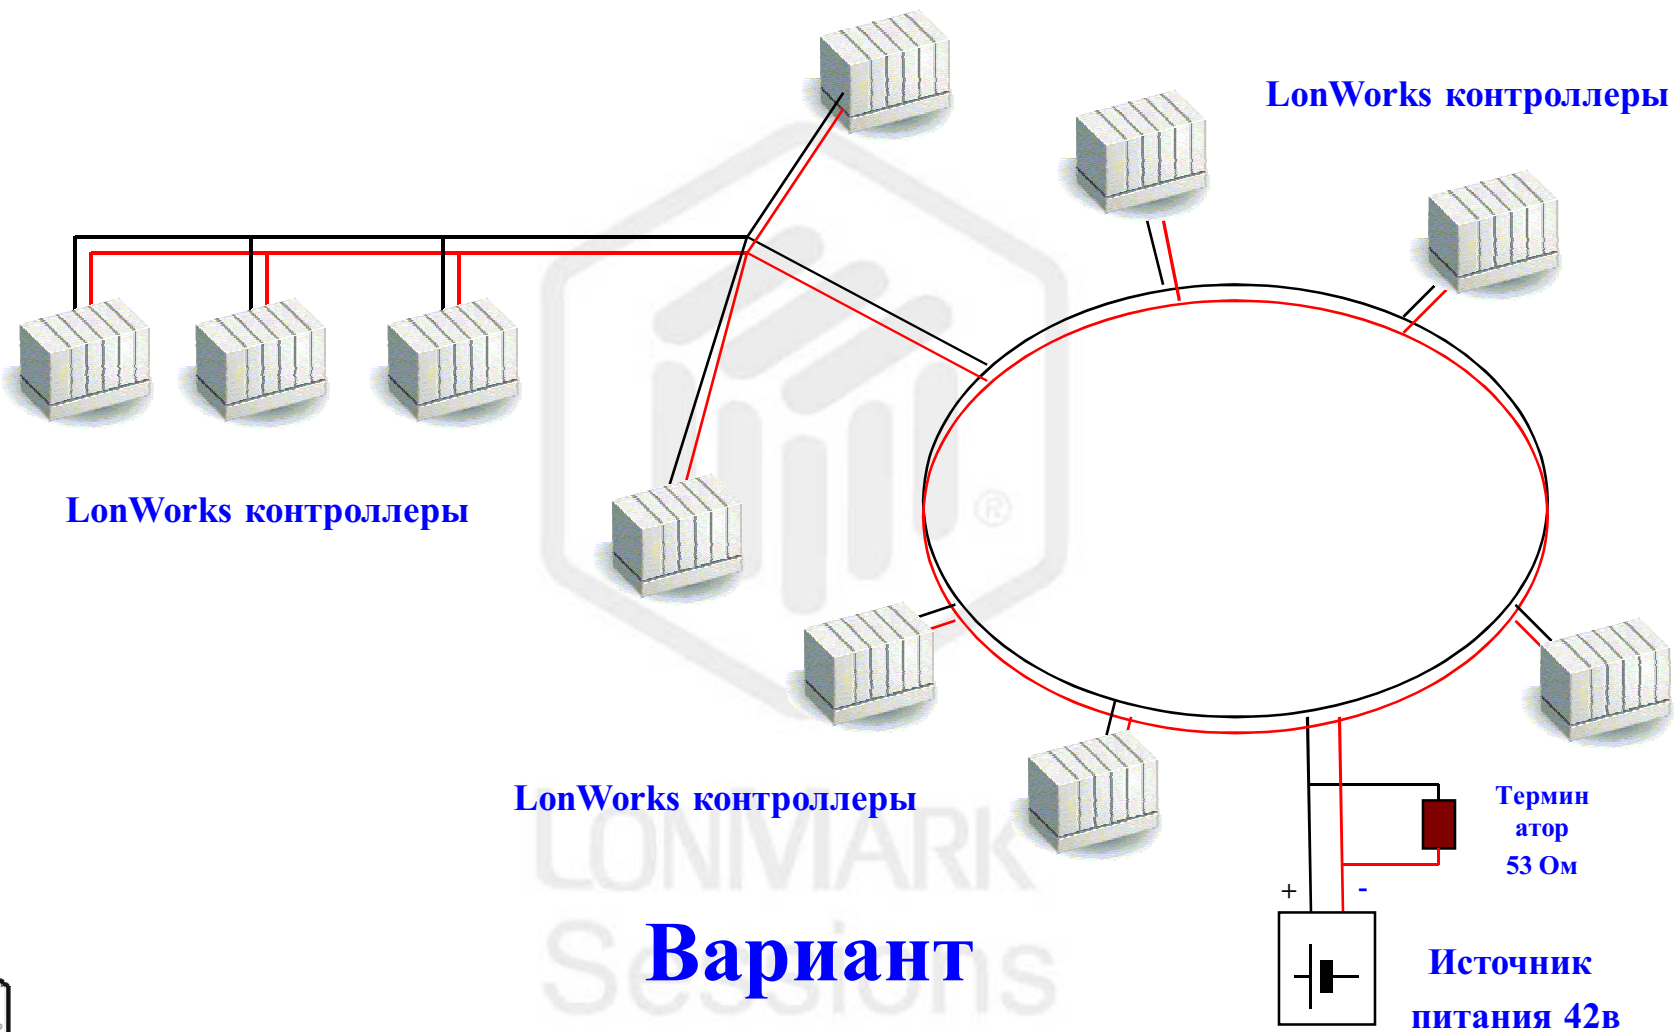 LonWorks контроллеры
LonWorks контроллеры
®
LonWorks контроллеры
Термин
атор
53 Ом
+ -
LONMARK
Sessions
Вариант
Источник
питания 42в